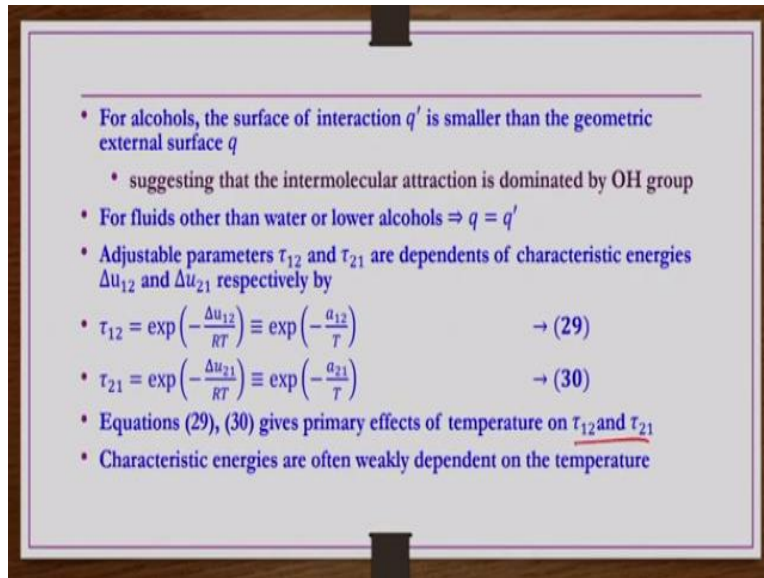 • For alcohols, the surface of interaction q′ is smaller than the geometric
external surface q
• suggesting that the intermolecular attraction is dominated by OH group
• For fluids other than water or lower alcohols ⇒ q = q′
• Adjustable parameters τ₁₂ and τ₂₁ are dependents of characteristic energies
Δu₁₂ and Δu₂₁ respectively by
• τ₁₂ = exp(−Δu₁₂/RT) ≡ exp(−a₁₂/T) → (29)
• τ₂₁ = exp(−Δu₂₁/RT) ≡ exp(−a₂₁/T) → (30)
• Equations (29), (30) gives primary effects of temperature on τ₁₂and τ₂₁
• Characteristic energies are often weakly dependent on the temperature